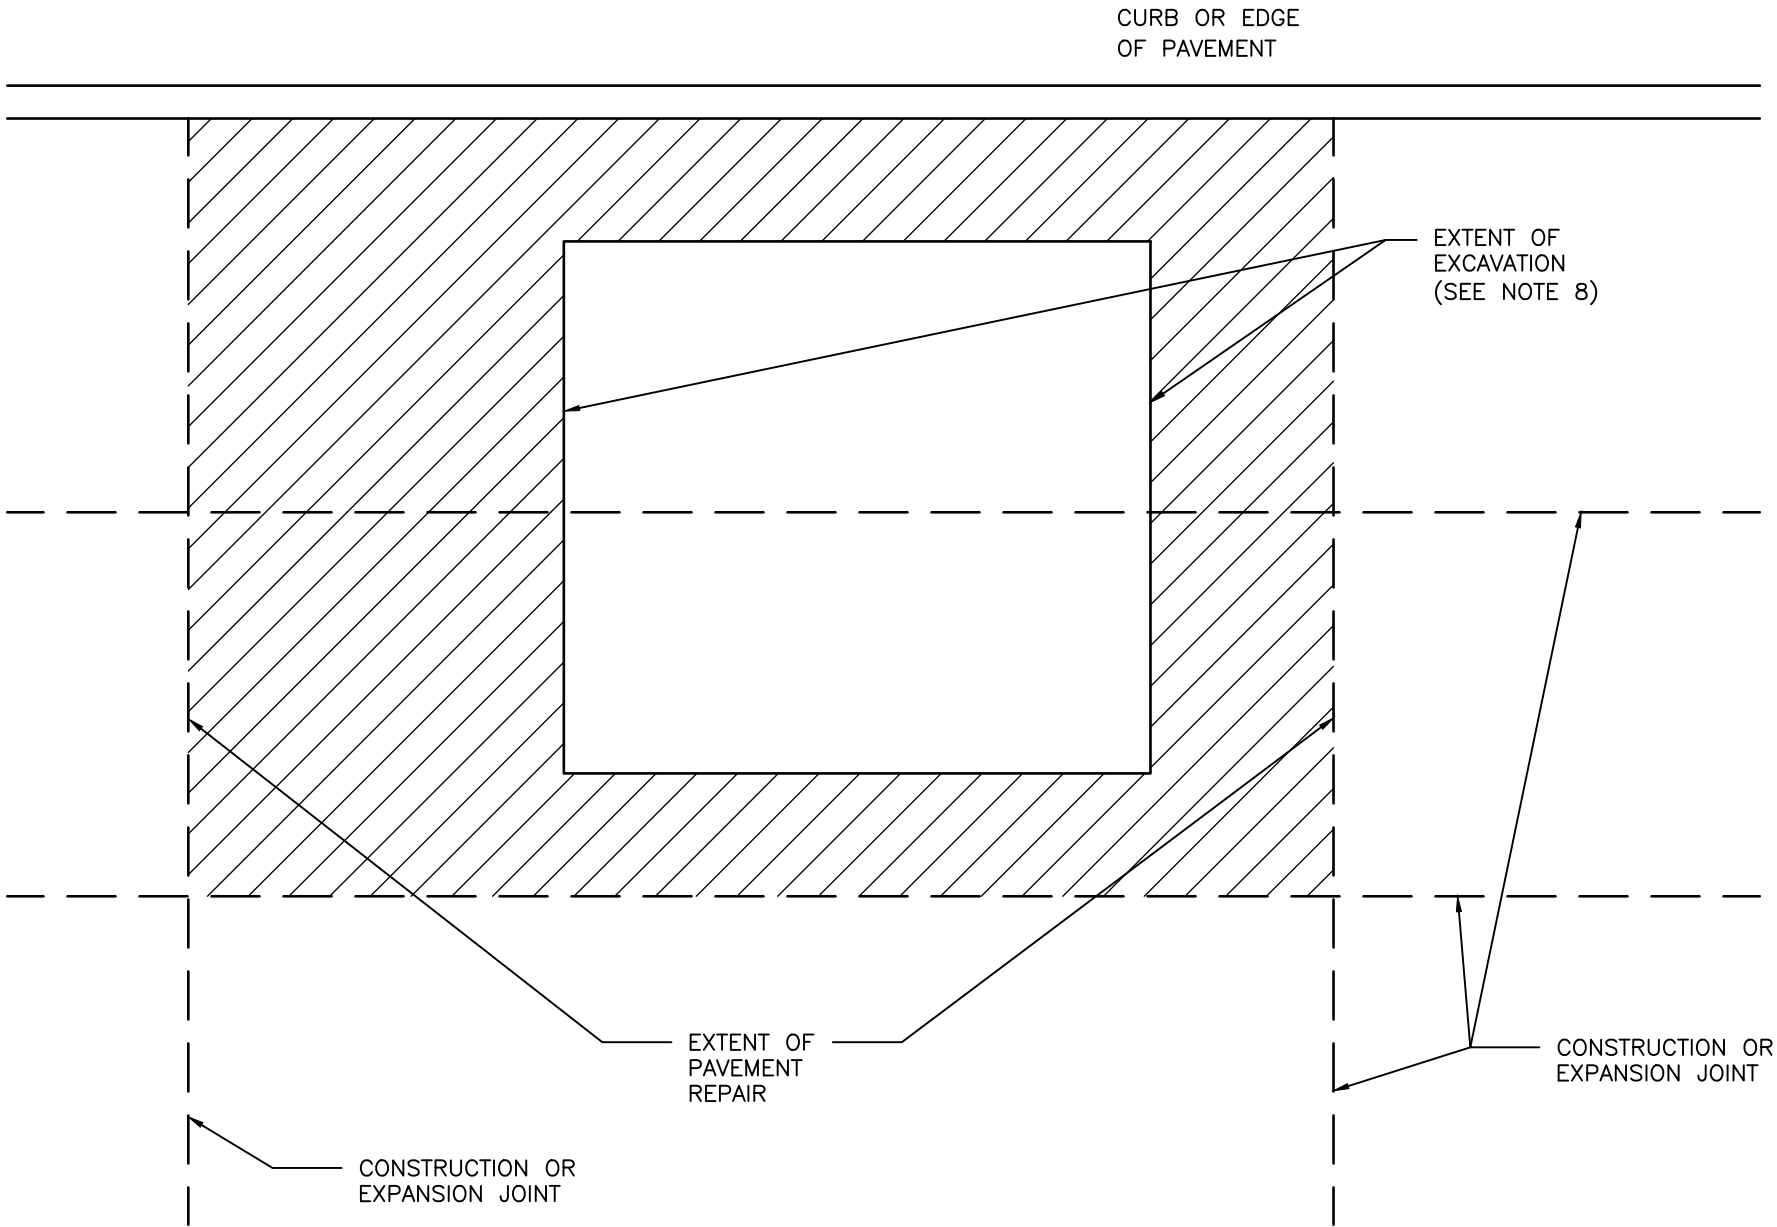 CURB OR EDGE
OF PAVEMENT
EXTENT OF
EXCAVATION
(SEE NOTE 8)
EXTENT OF
PAVEMENT
REPAIR
CONSTRUCTION OR
EXPANSION JOINT
CONSTRUCTION OR
EXPANSION JOINT